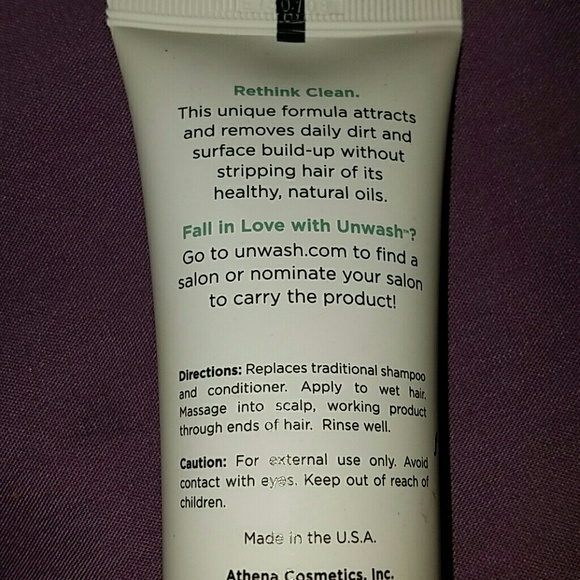 Rethink Clean.
This unique formula attracts
and removes daily dirt and
surface build-up without
stripping hair of its
healthy, natural oils.
Fall in Love with Unwash™?
Go to unwash.com to find a
salon or nominate your salon
to carry the product!
Directions: Replaces traditional shampoo
and conditioner. Apply to wet hair.
Massage into scalp, working product
through ends of hair. Rinse well.
Caution: For external use only. Avoid
contact with eyes. Keep out of reach of
children.
Made in the U.S.A.
Athena Cosmetics, Inc.